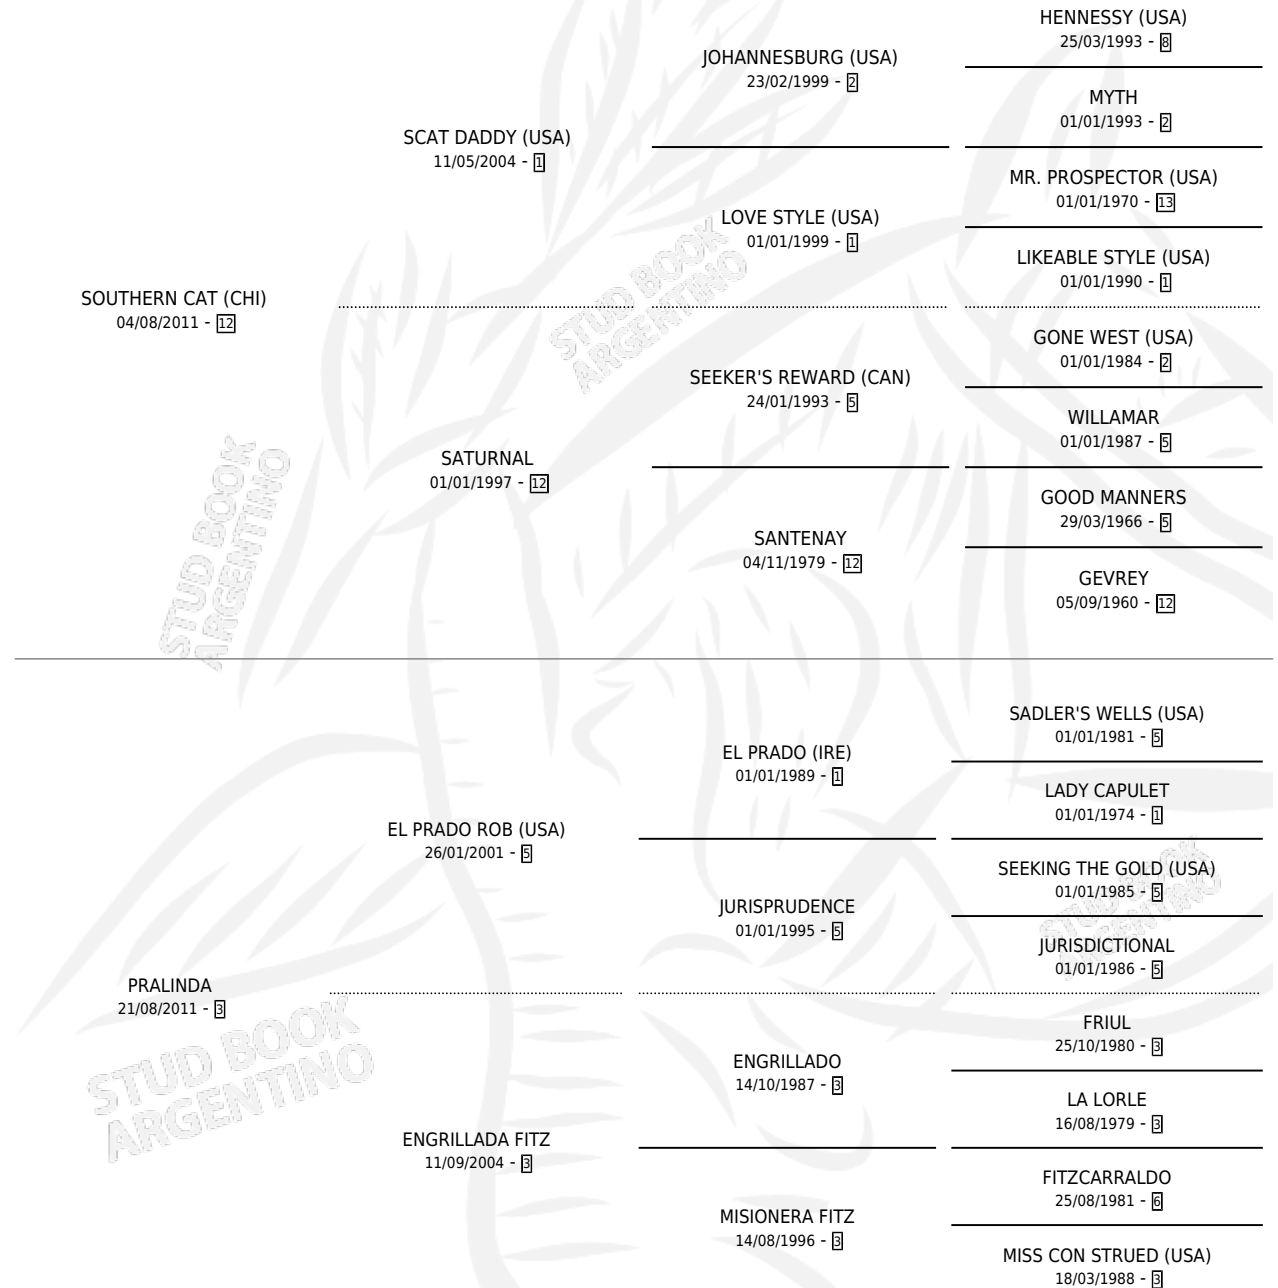 HENNESSY (USA)
25/03/1993 - 8
JOHANNESBURG (USA)
23/02/1999 - 2
MYTH
01/01/1993 - 2
SCAT DADDY (USA)
11/05/2004 - 1
MR. PROSPECTOR (USA)
01/01/1970 - 13
LOVE STYLE (USA)
01/01/1999 - 1
LIKEABLE STYLE (USA)
01/01/1990 - 1
SOUTHERN CAT (CHI)
04/08/2011 - 12
STUD BOOK
ARGENTINO
GONE WEST (USA)
01/01/1984 - 2
SEEKER'S REWARD (CAN)
24/01/1993 - 5
WILLAMAR
01/01/1987 - 5
SATURNAL
01/01/1997 - 12
GOOD MANNERS
29/03/1966 - 5
SANTENAY
04/11/1979 - 12
GEVREY
05/09/1960 - 12
STUD BOOK
ARGENTINO
SADLER'S WELLS (USA)
01/01/1981 - 5
EL PRADO (IRE)
01/01/1989 - 1
LADY CAPULET
01/01/1974 - 1
EL PRADO ROB (USA)
26/01/2001 - 5
SEEKING THE GOLD (USA)
01/01/1985 - 5
STUD BOOK
ARGENTINO
JURISPRUDENCE
01/01/1995 - 5
JURISDICTIONAL
01/01/1986 - 5
PRALINDA
21/08/2011 - 3
STUD BOOK
ARGENTINO
FRIUL
25/10/1980 - 3
ENGRILLADO
14/10/1987 - 3
LA LORLE
16/08/1979 - 3
ENGRILLADA FITZ
11/09/2004 - 3
FITZCARRALDO
25/08/1981 - 6
MISIONERA FITZ
14/08/1996 - 3
MISS CON STRUED (USA)
18/03/1988 - 3